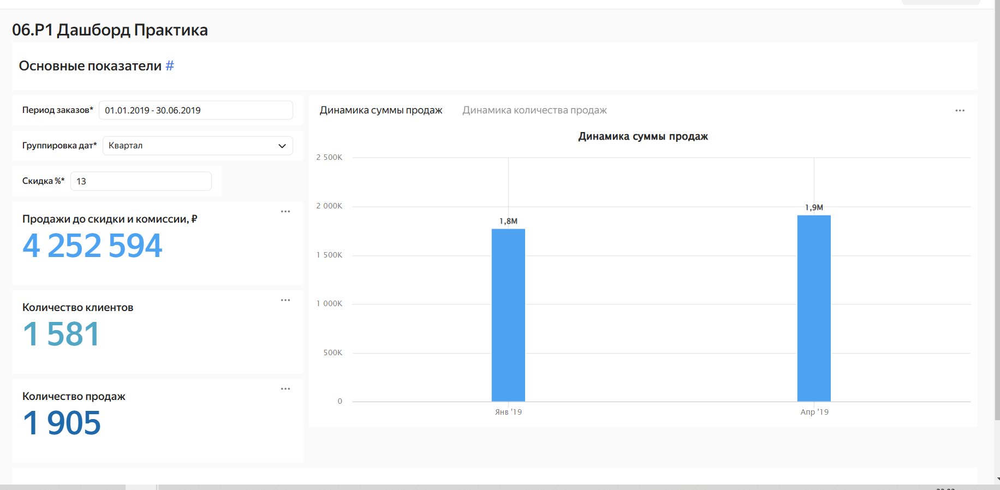 06.P1 Дашборд Практика
Основные показатели #
Период заказов* 01.01.2019 - 30.06.2019
Группировка дат* Квартал
Скидка %* 13
Продажи до скидки и комиссии, ₽
4 252 594
Количество клиентов
1 581
Количество продаж
1 905
Динамика суммы продаж Динамика количества продаж
Динамика суммы продаж
2 500K
2 000K
1,9M
1,8M
1 500K
1 000K
500K
0
Янв '19 Апр '19